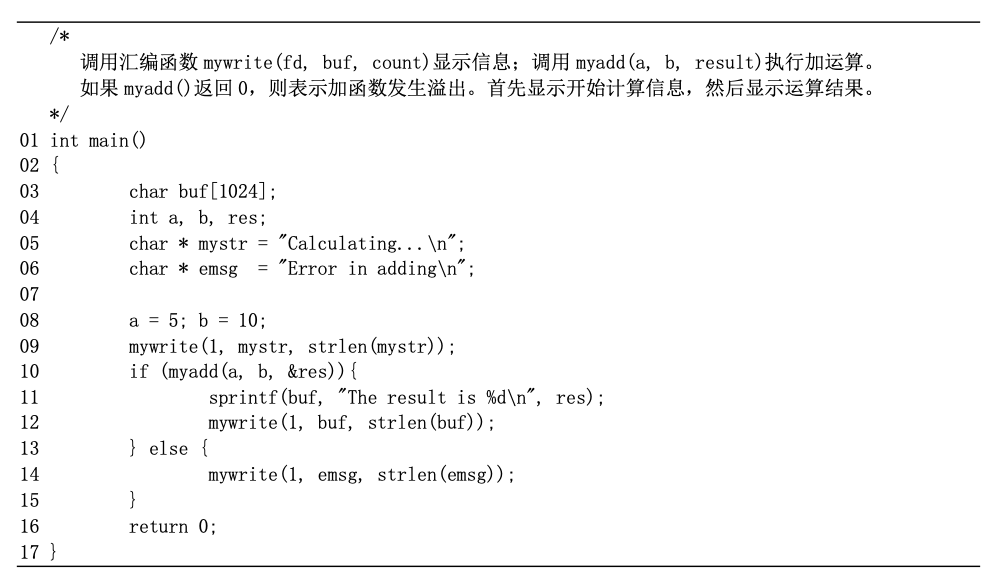 /*
调用汇编函数 mywrite(fd, buf, count)显示信息；调用 myadd(a, b, result)执行加运算。
如果 myadd()返回 0，则表示加函数发生溢出。首先显示开始计算信息，然后显示运算结果。
*/
01 int main()
02 {
03 char buf[1024];
04 int a, b, res;
05 char * mystr = "Calculating...\n";
06 char * emsg  = "Error in adding\n";
07
08 a = 5; b = 10;
09 mywrite(1, mystr, strlen(mystr));
10 if (myadd(a, b, &res)){
11 sprintf(buf, "The result is %d\n", res);
12 mywrite(1, buf, strlen(buf));
13 } else {
14 mywrite(1, emsg, strlen(emsg));
15 }
16 return 0;
17 }